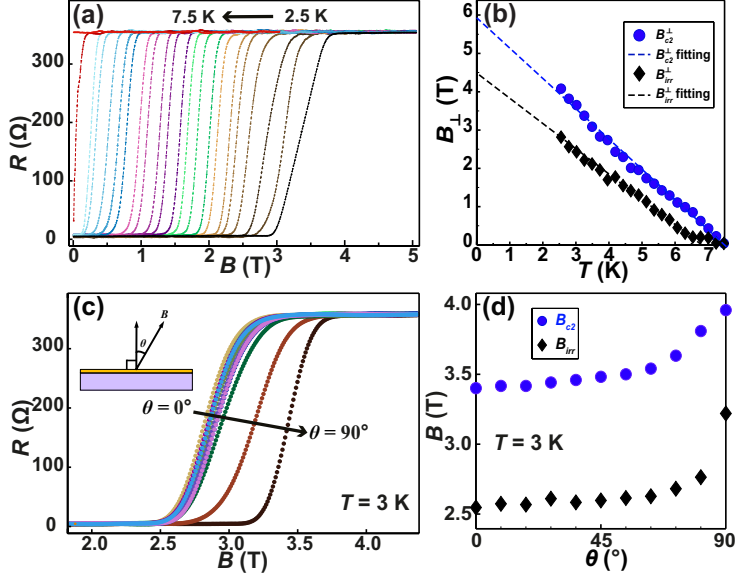 (a)
7.5 K
2.5 K
R (Ω)
300
200
100
0
0
1
2
3
4
5
B (T)
(b)
B⊥c2
B⊥c2 fitting
B⊥irr
B⊥irr fitting
B⊥ (T)
6
5
4
3
2
1
0
0
1
2
3
4
5
6
7
T (K)
(c)
B
θ
θ = 0°
θ = 90°
T = 3 K
R (Ω)
300
200
100
0
2.0
2.5
3.0
3.5
4.0
B (T)
(d)
Bc2
Birr
T = 3 K
B (T)
4.0
3.5
3.0
2.5
0
45
90
θ (°)